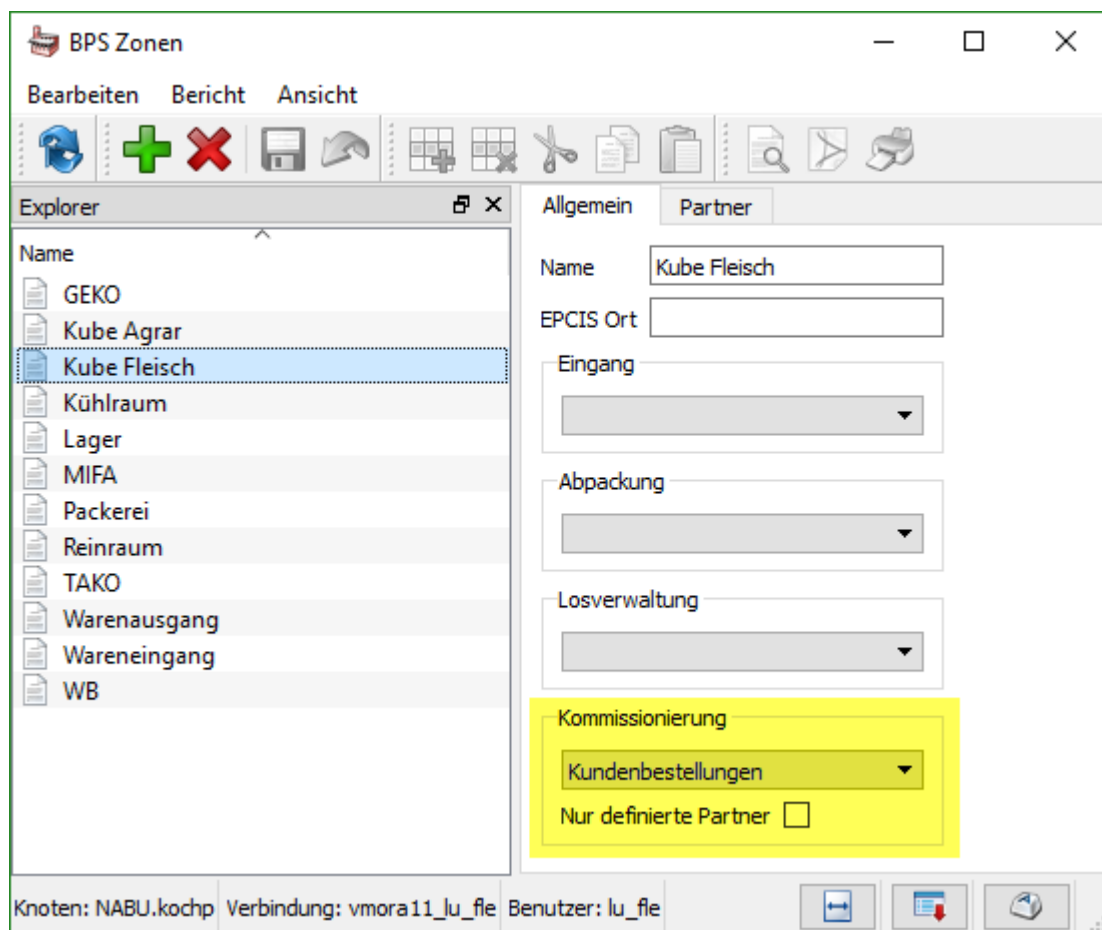 BPS Zonen
Bearbeiten Bericht Ansicht
Explorer
Name
GEKO
Kube Agrar
Kube Fleisch
Kühlraum
Lager
MIFA
Packerei
Reinraum
TAKO
Warenausgang
Wareneingang
WB
Allgemein Partner
Name Kube Fleisch
EPCIS Ort
Eingang
Abpackung
Losverwaltung
Kommissionierung
Kundenbestellungen
Nur definierte Partner
Knoten: NABU.kochp Verbindung: vmora11_lu_fle Benutzer: lu_fle